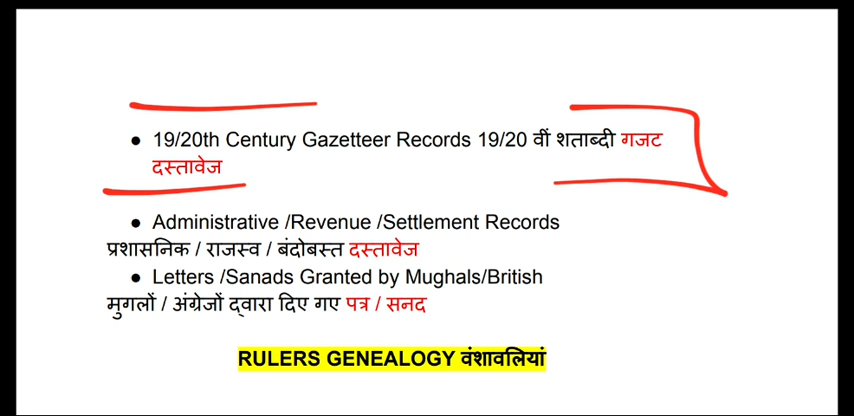 ● 19/20th Century Gazetteer Records 19/20 वीं शताब्दी गजट
दस्तावेज
● Administrative /Revenue /Settlement Records
प्रशासनिक / राजस्व / बंदोबस्त दस्तावेज
● Letters /Sanads Granted by Mughals/British
मुगलों / अंग्रेजों द्वारा दिए गए पत्र / सनद
RULERS GENEALOGY वंशावलियां